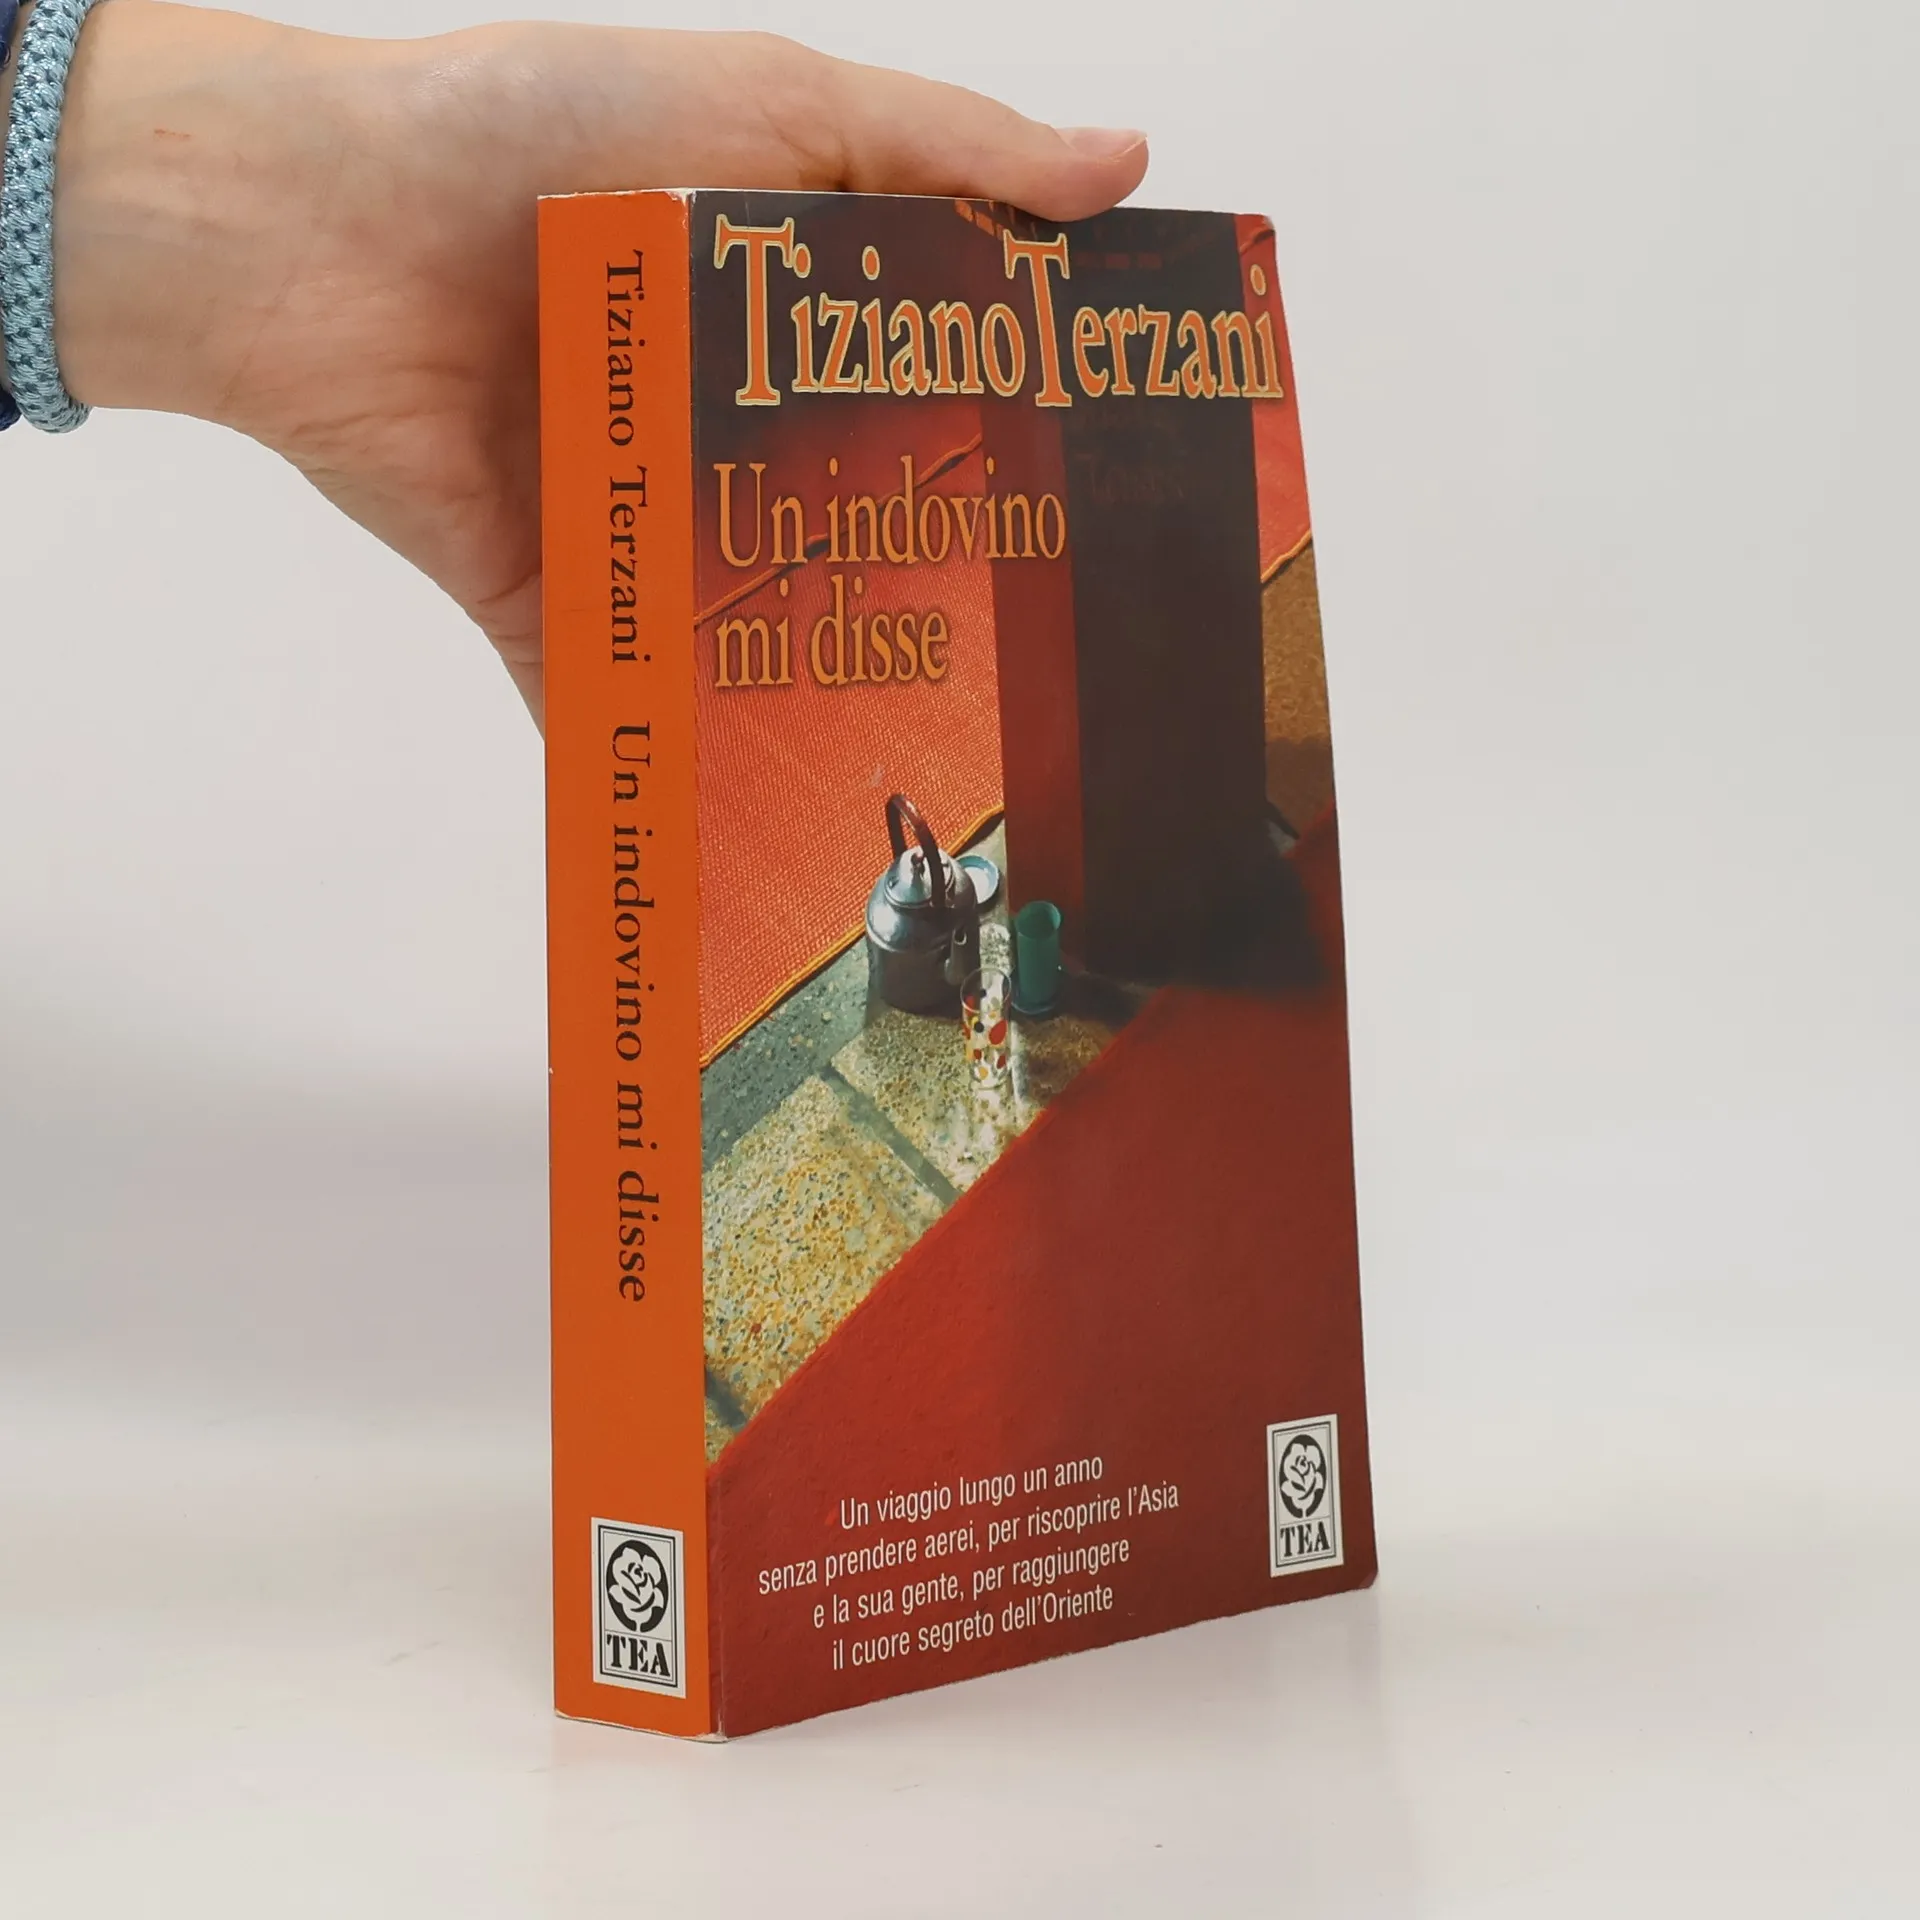 Tiziano Terzani Un indovino mi disse
TEA
Tiziano Terzani
Un indovino
mi disse
Un viaggio lungo un anno
senza prendere aerei, per riscoprire l'Asia
e la sua gente, per raggiungere
il cuore segreto dell'Oriente
TEA